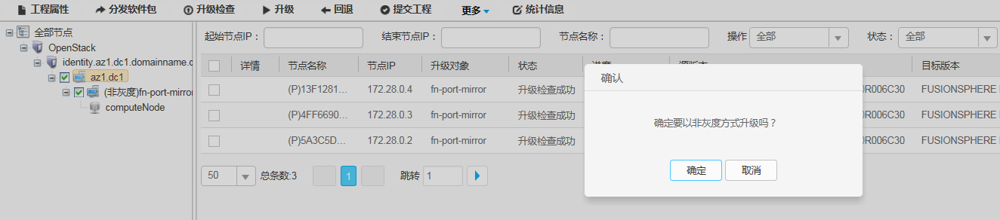 工程属性 分发软件包 升级检查 升级 回退 提交工程 更多 统计信息
全部节点
OpenStack
identity.az1.dc1.domainname.c
az1.dc1
(非灰度)fn-port-mirror
computeNode
起始节点IP： 结束节点IP： 节点名称： 操作 全部 状态： 全部
详情 节点名称 节点IP 升级对象 状态 目标版本
(P)13F1281... 172.28.0.4 fn-port-mirror 升级检查成功 0R006C30 FUSIONSPHERE
(P)4FF6690... 172.28.0.3 fn-port-mirror 升级检查成功 0R006C30 FUSIONSPHERE
(P)5A3C5D... 172.28.0.2 fn-port-mirror 升级检查成功 0R006C30 FUSIONSPHERE
50 总条数:3 1 跳转 1
确认
确定要以非灰度方式升级吗？
确定 取消